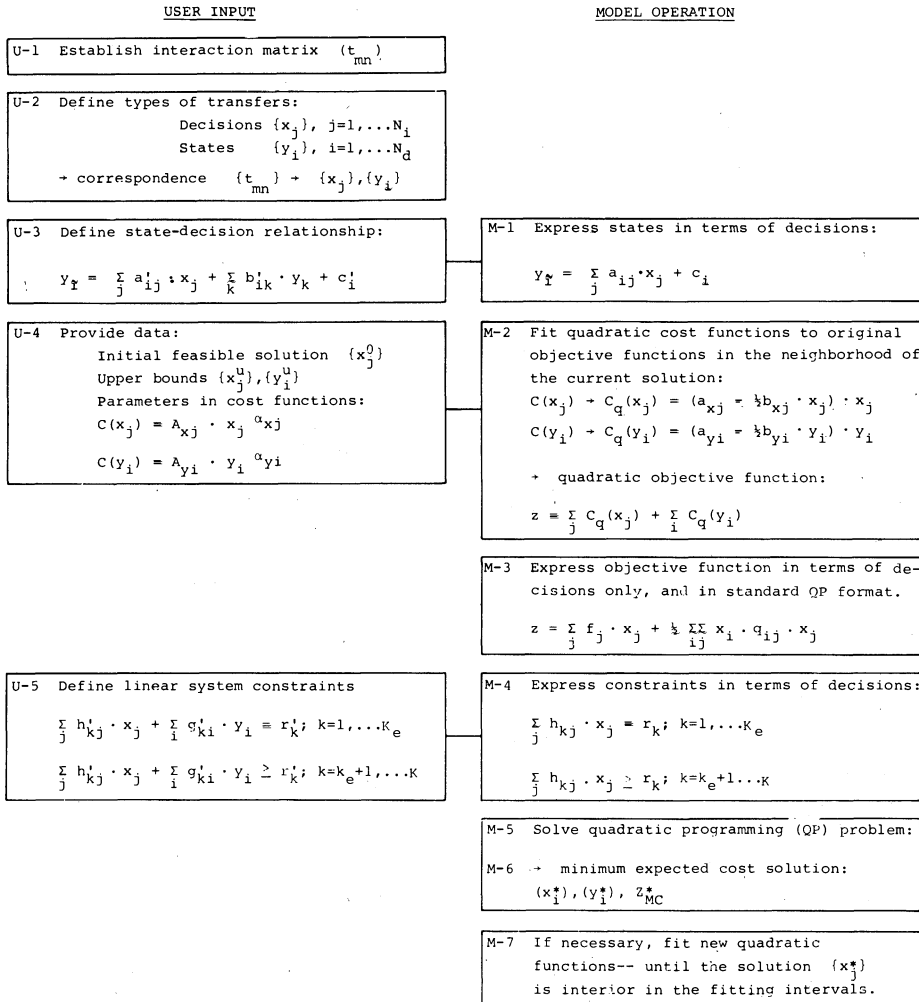 USER INPUT
U-1 Establish interaction matrix (t_mn)
U-2 Define types of transfers:
Decisions {x_j}, j=1,...N_i
States {y_i}, i=1,...N_d
→ correspondence {t_mn} → {x_j},{y_i}
U-3 Define state-decision relationship:
y_i = Σ_j a'_ij · x_j + Σ_k b'_ik · y_k + c'_i
U-4 Provide data:
Initial feasible solution {x_j^0}
Upper bounds {x_j^u},{y_i^u}
Parameters in cost functions:
C(x_j) = A_xj · x_j^α_xj
C(y_i) = A_yi · y_i^α_yi
U-5 Define linear system constraints
Σ_j h'_kj · x_j + Σ_i g'_ki · y_i = r'_k; k=1,...K_e
Σ_j h'_kj · x_j + Σ_i g'_ki · y_i ≥ r'_k; k=k_e+1,...K
MODEL OPERATION
M-1 Express states in terms of decisions:
y_i = Σ_j a_ij · x_j + c_i
M-2 Fit quadratic cost functions to original
objective functions in the neighborhood of
the current solution:
C(x_j) → C_q(x_j) = (a_xj - ½b_xj · x_j) · x_j
C(y_i) → C_q(y_i) = (a_yi - ½b_yi · y_i) · y_i
→ quadratic objective function:
z = Σ_j C_q(x_j) + Σ_i C_q(y_i)
M-3 Express objective function in terms of de-
cisions only, and in standard QP format.
z = Σ_j f_j · x_j + ½ ΣΣ_ij x_i · q_ij · x_j
M-4 Express constraints in terms of decisions:
Σ_j h_kj · x_j = r_k; k=1,...K_e
Σ_j h_kj · x_j ≥ r_k; k=k_e+1...K
M-5 Solve quadratic programming (QP) problem:
M-6 → minimum expected cost solution:
(x_i^*),(y_i^*), Z_MC^*
M-7 If necessary, fit new quadratic
functions-- until the solution {x_j^*}
is interior in the fitting intervals.